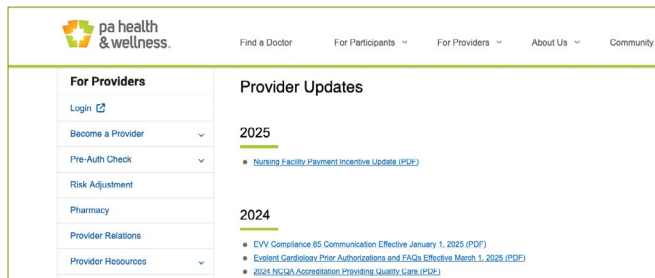 pa health
& wellness.
Find a Doctor
For Participants
For Providers
About Us
Community
For Providers
Login
Become a Provider
Pre-Auth Check
Risk Adjustment
Pharmacy
Provider Relations
Provider Resources
Provider Updates
2025
Nursing Facility Payment Incentive Update (PDF)
2024
EVV Compliance 85 Communication Effective January 1, 2025 (PDF)
Evolent Cardiology Prior Authorizations and FAQs Effective March 1, 2025 (PDF)
2024 NCQA Accreditation Providing Quality Care (PDF)